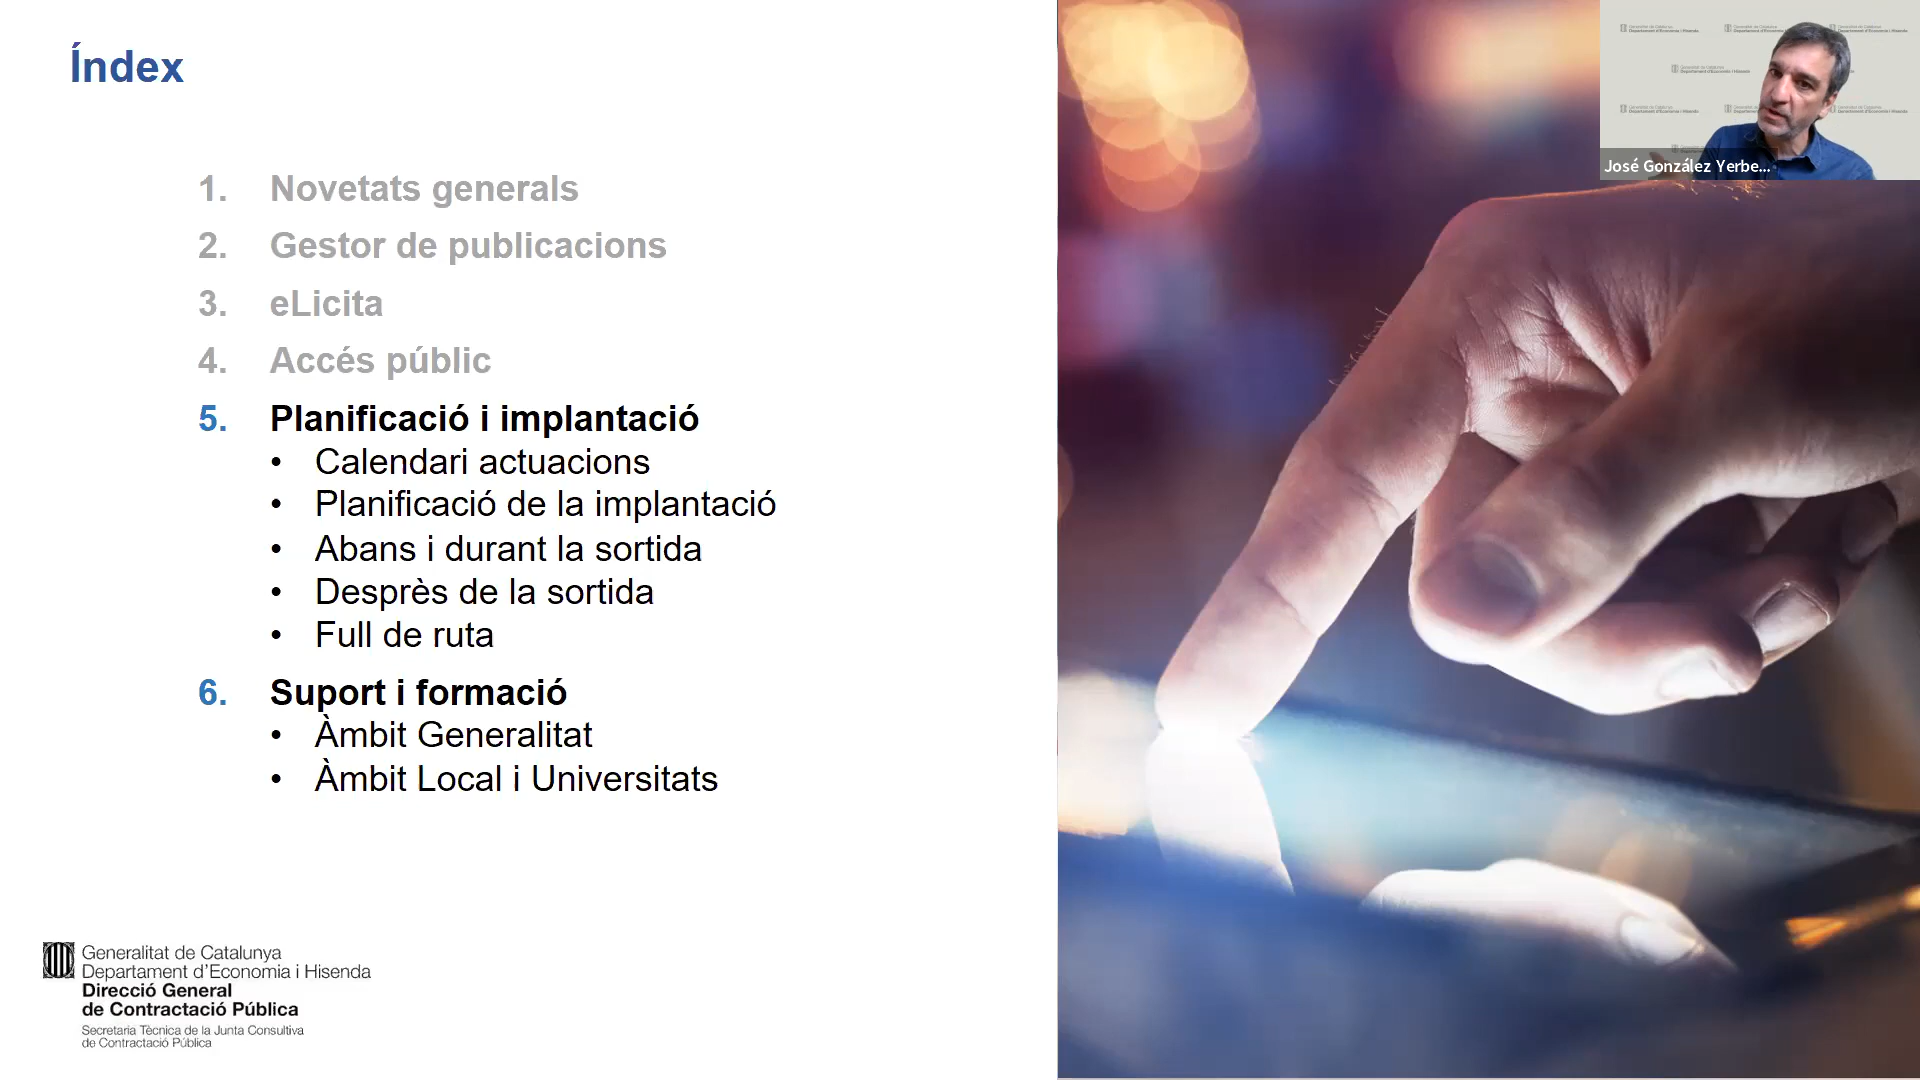 Índex
1. Novetats generals
2. Gestor de publicacions
3. eLicita
4. Accés públic
5. Planificació i implantació
• Calendari actuacions
• Planificació de la implantació
• Abans i durant la sortida
• Desprès de la sortida
• Full de ruta
6. Suport i formació
• Àmbit Generalitat
• Àmbit Local i Universitats
Generalitat de Catalunya
Departament d'Economia i Hisenda
Direcció General
de Contractació Pública
Secretaria Tècnica de la Junta Consultiva
de Contractació Pública
José González Yerbe...